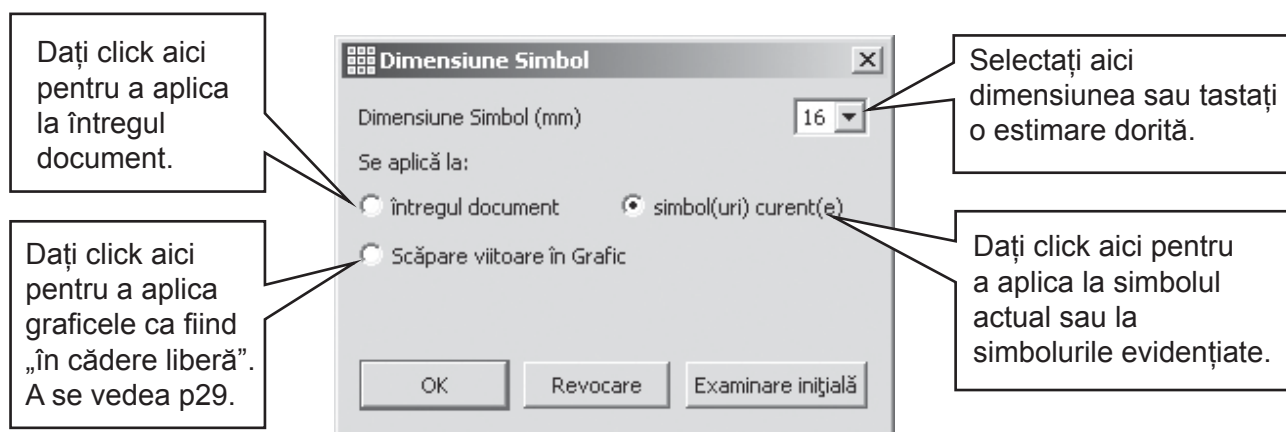 Dați click aici
pentru a aplica
la întregul
document.
Dați click aici
pentru a aplica
graficele ca fiind
„în cădere liberă”.
A se vedea p29.
Dimensiune Simbol
Dimensiune Simbol (mm)
16
Se aplică la:
întregul document
simbol(uri) curent(e)
Scăpare viitoare în Grafic
OK
Revocare
Examinare inițială
Selectați aici
dimensiunea sau tastați
o estimare dorită.
Dați click aici pentru
a aplica la simbolul
actual sau la
simbolurile evidențiate.